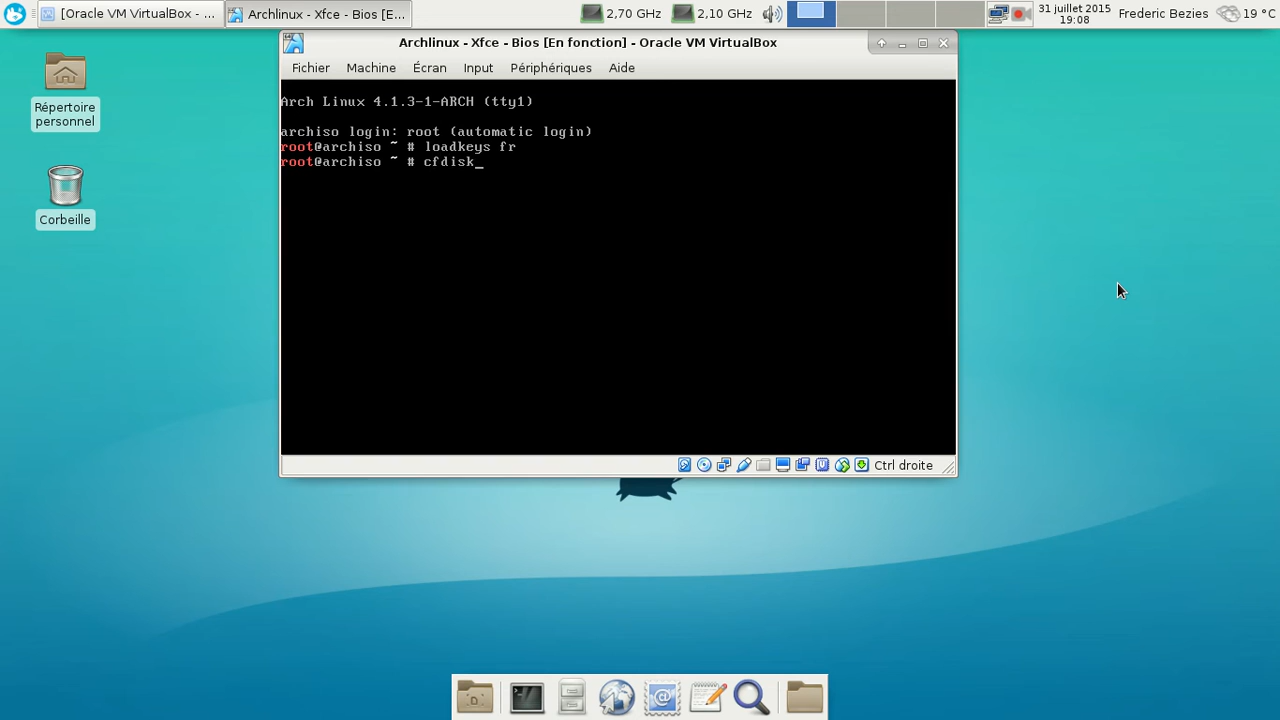 [Oracle VM VirtualBox - ...
Archlinux - Xfce - Bios [E...
2,70 GHz
2,10 GHz
31 juillet 2015
19:08
Frederic Bezies
19 °C
Archlinux - Xfce - Bios [En fonction] - Oracle VM VirtualBox
Fichier Machine Écran Input Périphériques Aide
Arch Linux 4.1.3-1-ARCH (tty1)
archiso login: root (automatic login)
root@archiso ~ # loadkeys fr
root@archiso ~ # cfdisk_
Ctrl droite
Répertoire
personnel
Corbeille